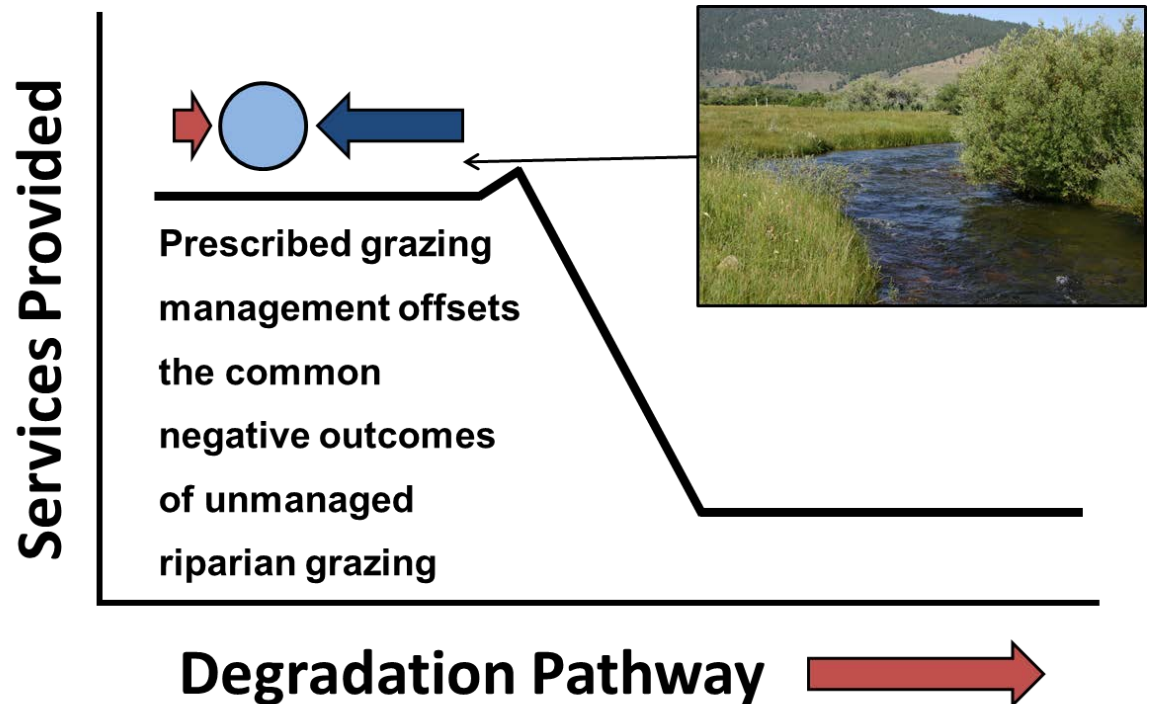 Services Provided
Prescribed grazing
management offsets
the common
negative outcomes
of unmanaged
riparian grazing
Degradation Pathway